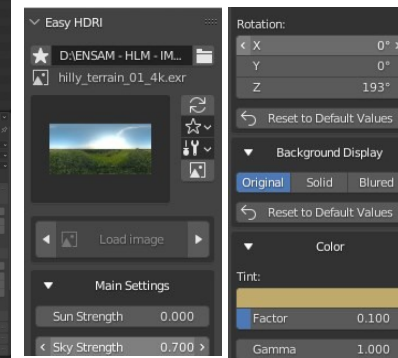 Easy HDRI
D:\ENSAM - HLM - IM...
hilly_terrain_01_4k.exr
Load image
Main Settings
Sun Strength 0.000
Sky Strength 0.700
Rotation:
X 0°
Y 0°
Z 193°
Reset to Default Values
Background Display
Original Solid Blured
Reset to Default Values
Color
Tint:
Factor 0.100
Gamma 1.000